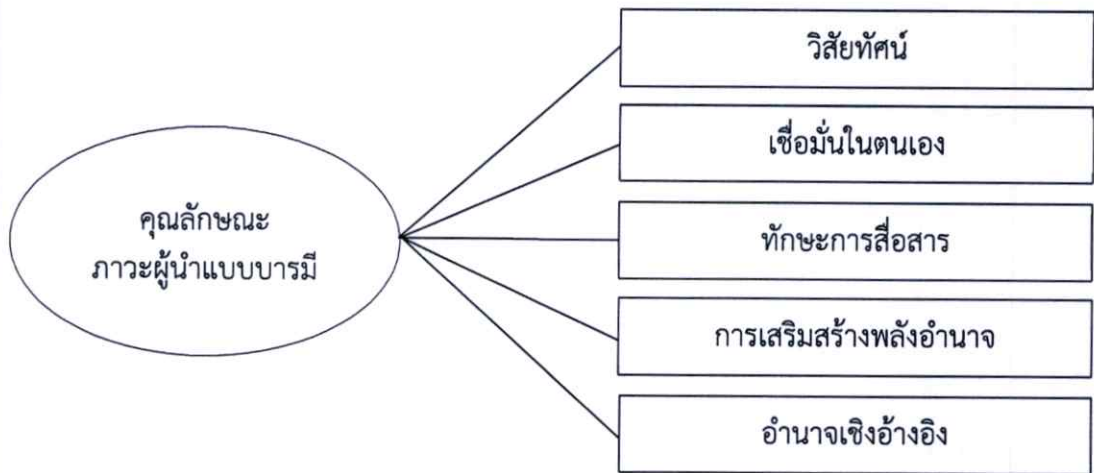 คุณลักษณะ
ภาวะผู้นำแบบบารมี
วิสัยทัศน์
เชื่อมั่นในตนเอง
ทักษะการสื่อสาร
การเสริมสร้างพลังอำนาจ
อำนาจเชิงอ้างอิง